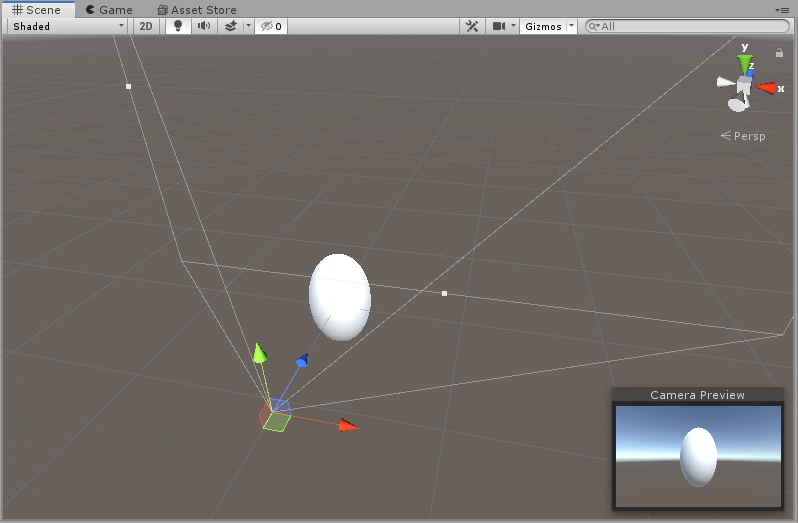 Scene Game Asset Store
Shaded 2D 0 Gizmos All
y
z
x
Persp
Camera Preview